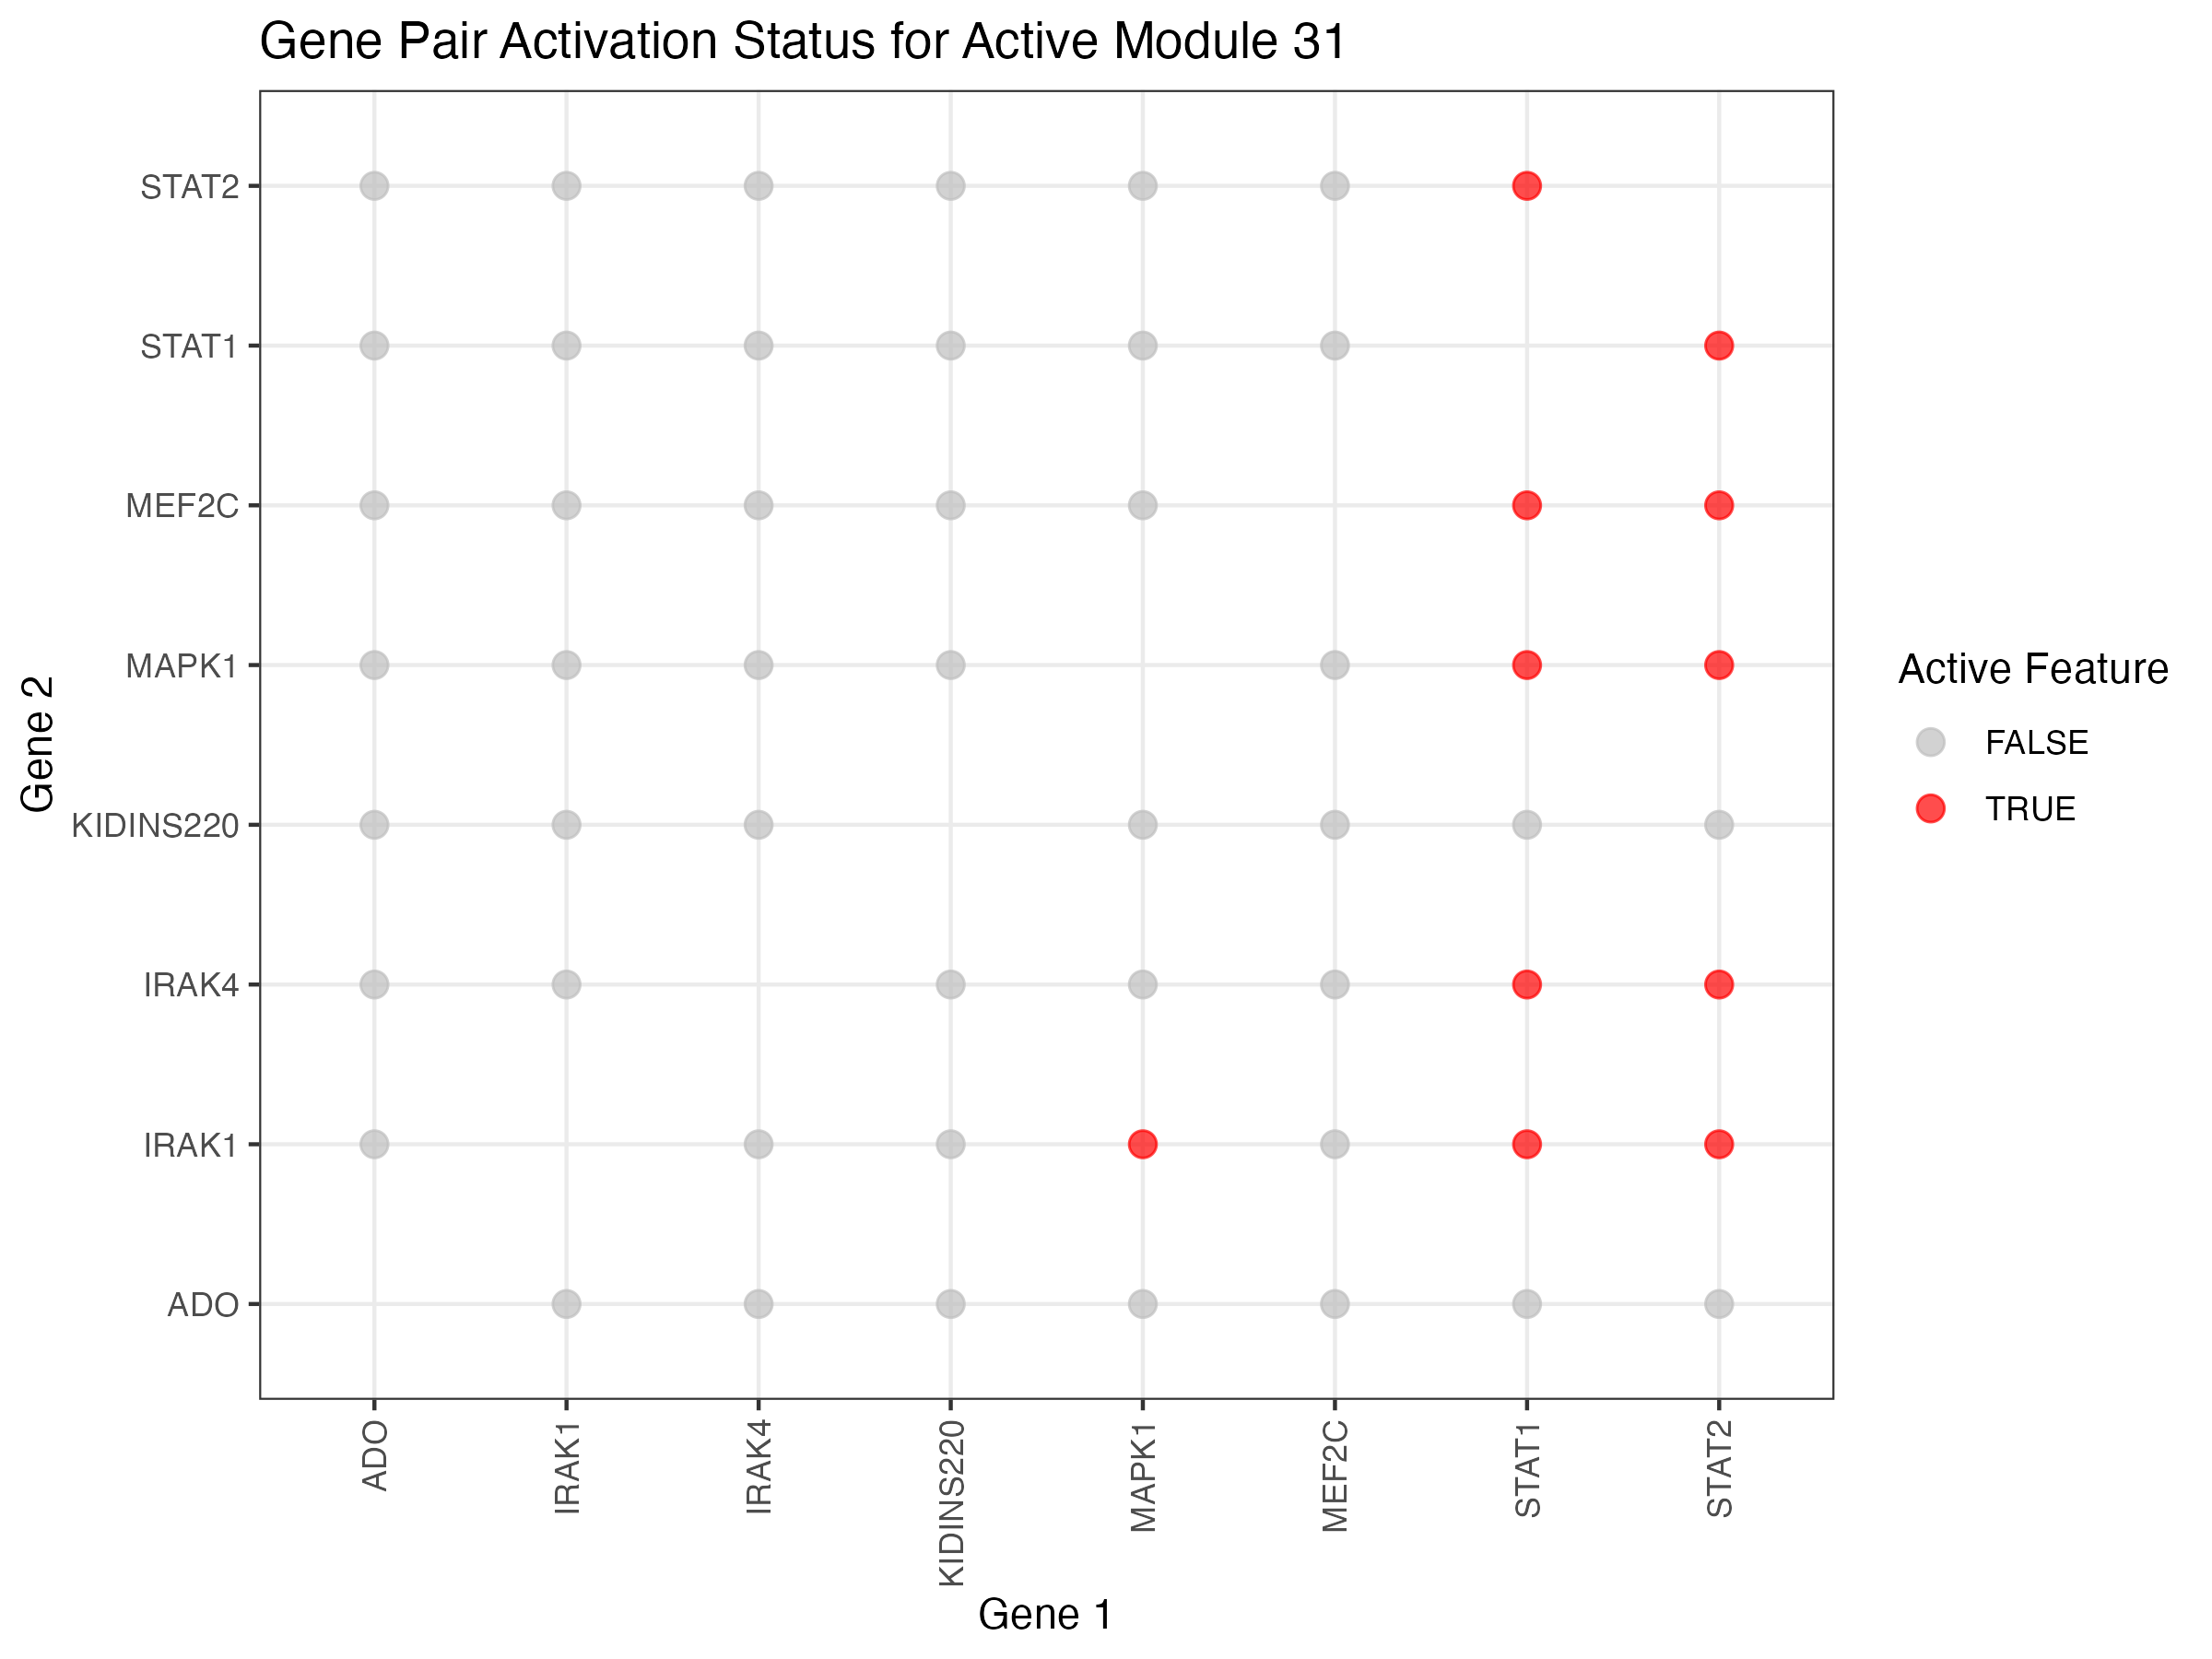 Gene Pair Activation Status for Active Module 31
Gene 2
STAT2
STAT1
MEF2C
MAPK1
KIDINS220
IRAK4
IRAK1
ADO
ADO
IRAK1
IRAK4
KIDINS220
MAPK1
MEF2C
STAT1
STAT2
Gene 1
Active Feature
FALSE
TRUE